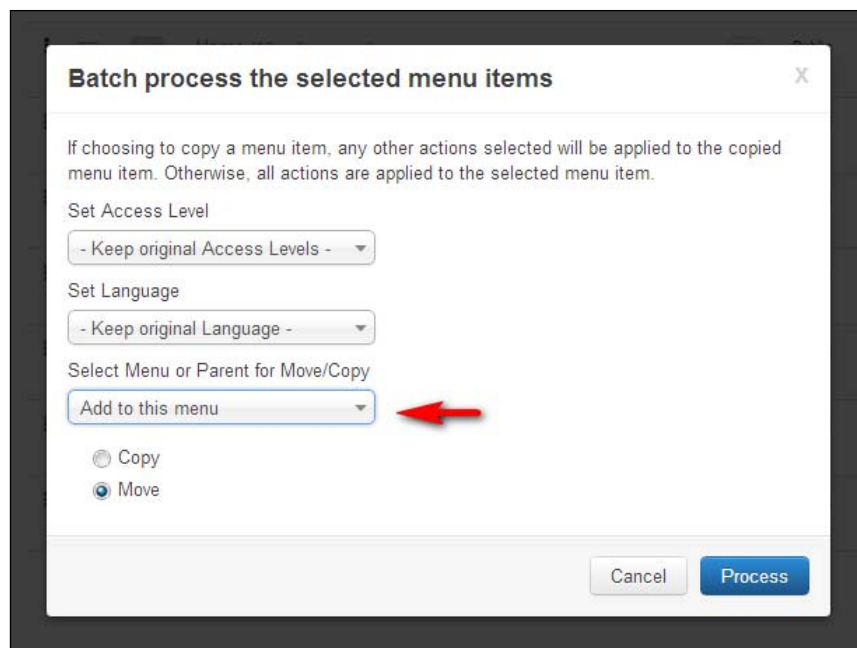 Batch process the selected menu items
X
If choosing to copy a menu item, any other actions selected will be applied to the copied
menu item. Otherwise, all actions are applied to the selected menu item.
Set Access Level
- Keep original Access Levels -
Set Language
- Keep original Language -
Select Menu or Parent for Move/Copy
Add to this menu
Copy
Move
Cancel
Process